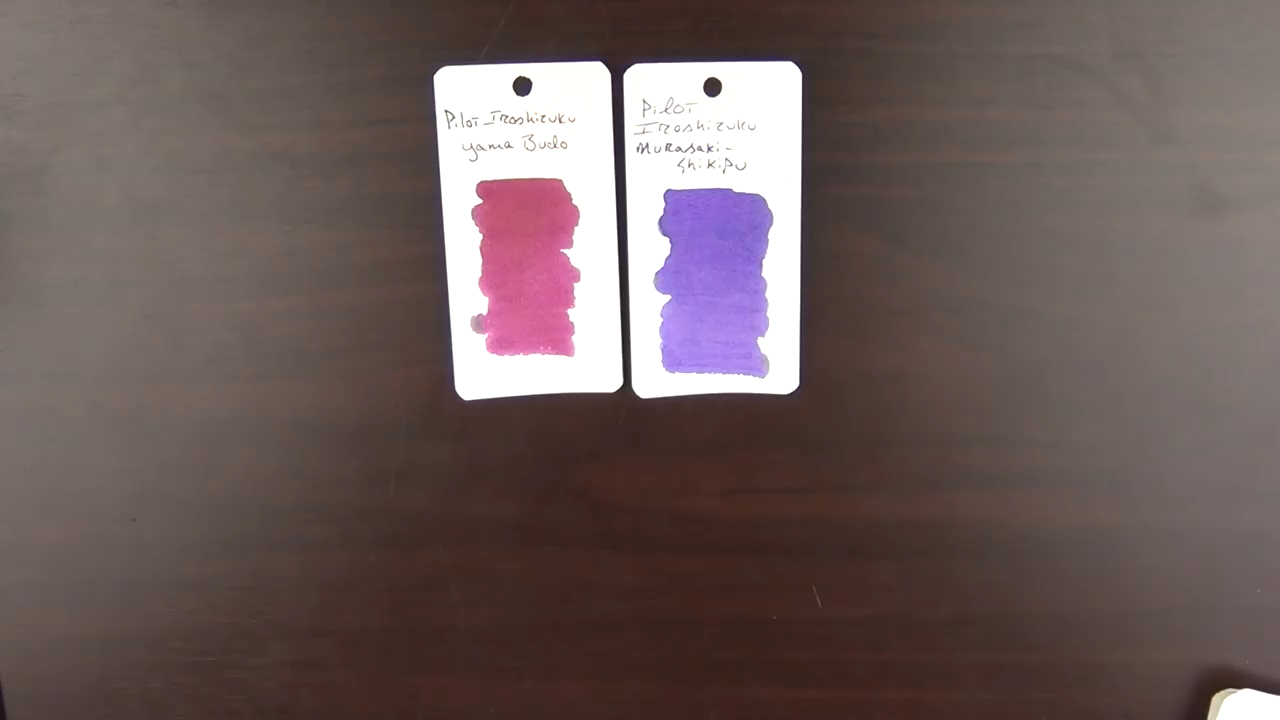 Pilot Iroshizuku
Yama Budo
Pilot
Iroshizuku
Murasaki-
Shikibu